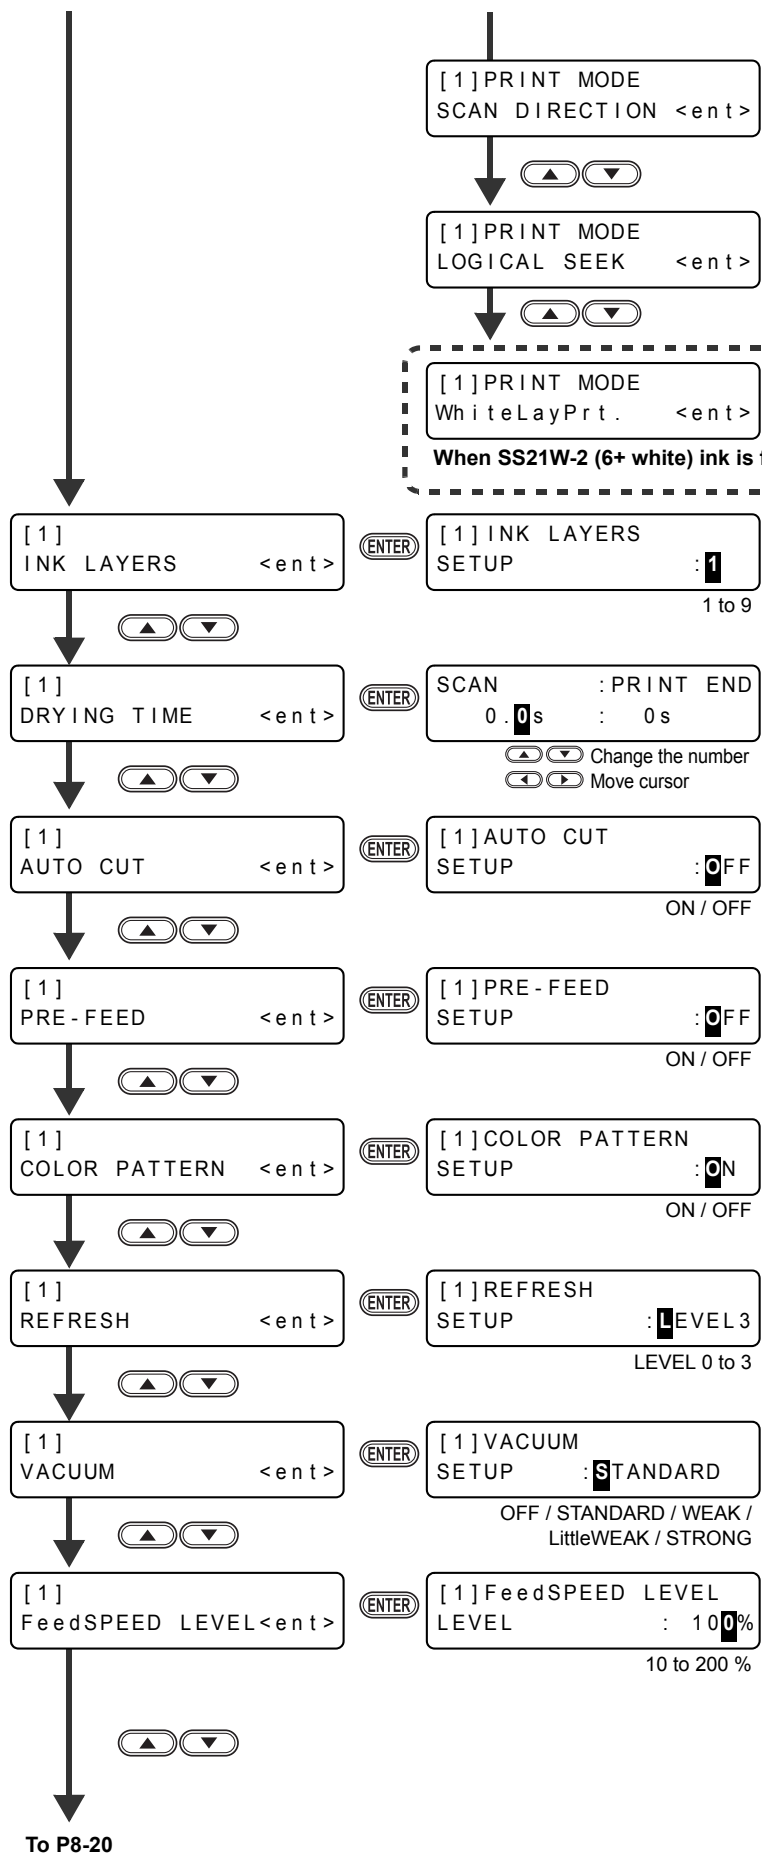 [1]PRINT MODE
SCAN DIRECTION <ent>
[1]PRINT MODE
LOGICAL SEEK <ent>
[1]PRINT MODE
WhiteLayPrt. <ent>
When SS21W-2 (6+ white) ink is
[1]
INK LAYERS <ent>
ENTER
[1]INK LAYERS
SETUP :1
1 to 9
[1]
DRYING TIME <ent>
ENTER
SCAN :PRINT END
0.0s : 0s
Change the number
Move cursor
[1]
AUTO CUT <ent>
ENTER
[1]AUTO CUT
SETUP :OFF
ON / OFF
[1]
PRE-FEED <ent>
ENTER
[1]PRE-FEED
SETUP :OFF
ON / OFF
[1]
COLOR PATTERN <ent>
ENTER
[1]COLOR PATTERN
SETUP :ON
ON / OFF
[1]
REFRESH <ent>
ENTER
[1]REFRESH
SETUP :LEVEL3
LEVEL 0 to 3
[1]
VACUUM <ent>
ENTER
[1]VACUUM
SETUP :STANDARD
OFF / STANDARD / WEAK /
LittleWEAK / STRONG
[1]
FeedSPEED LEVEL<ent>
ENTER
[1]FeedSPEED LEVEL
LEVEL : 100%
10 to 200 %
To P8-20